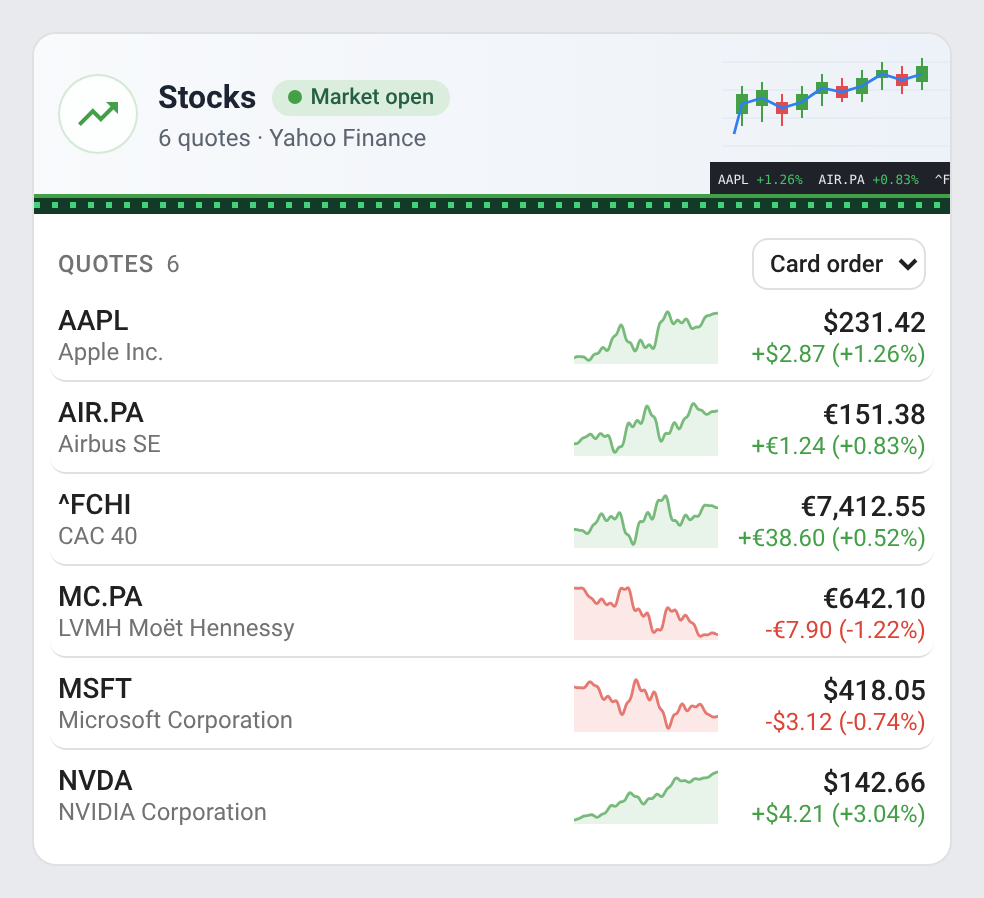 Stocks
Market open
6 quotes · Yahoo Finance
AAPL +1.26% AIR.PA +0.83% ^F
QUOTES 6
Card order
AAPL
$231.42
Apple Inc.
+$2.87 (+1.26%)
AIR.PA
€151.38
Airbus SE
+€1.24 (+0.83%)
^FCHI
€7,412.55
CAC 40
+€38.60 (+0.52%)
MC.PA
€642.10
LVMH Moët Hennessy
-€7.90 (-1.22%)
MSFT
$418.05
Microsoft Corporation
-$3.12 (-0.74%)
NVDA
$142.66
NVIDIA Corporation
+$4.21 (+3.04%)